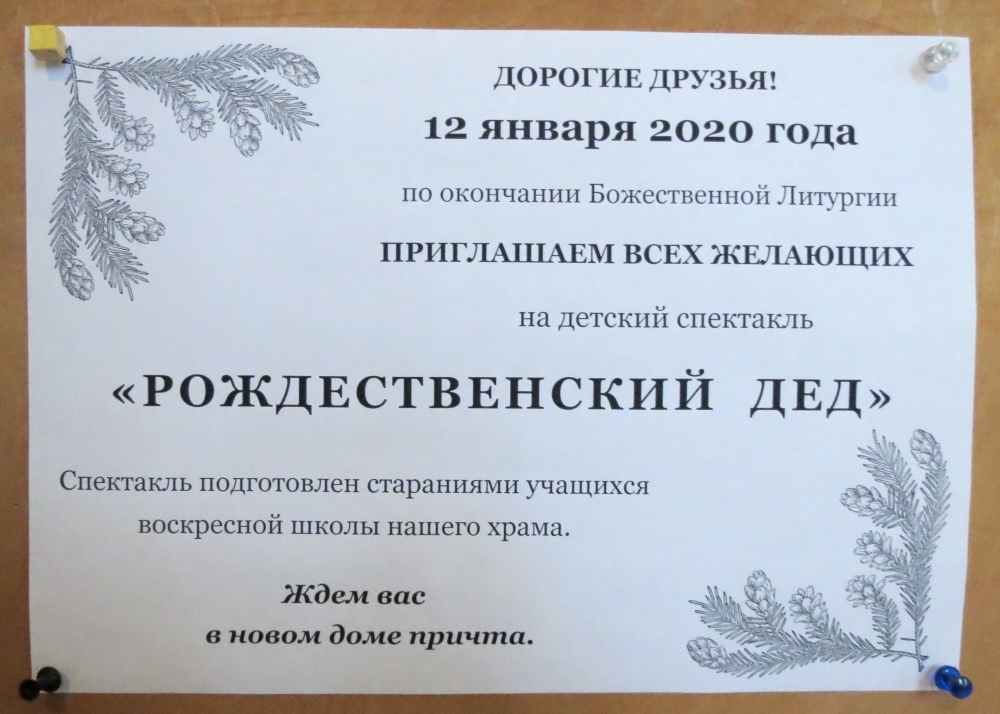 ДОРОГИЕ ДРУЗЬЯ!
12 января 2020 года
по окончании Божественной Литургии
ПРИГЛАШАЕМ ВСЕХ ЖЕЛАЮЩИХ
на детский спектакль
«РОЖДЕСТВЕНСКИЙ ДЕД»
Спектакль подготовлен стараниями учащихся
воскресной школы нашего храма.
Ждем вас
в новом доме причта.